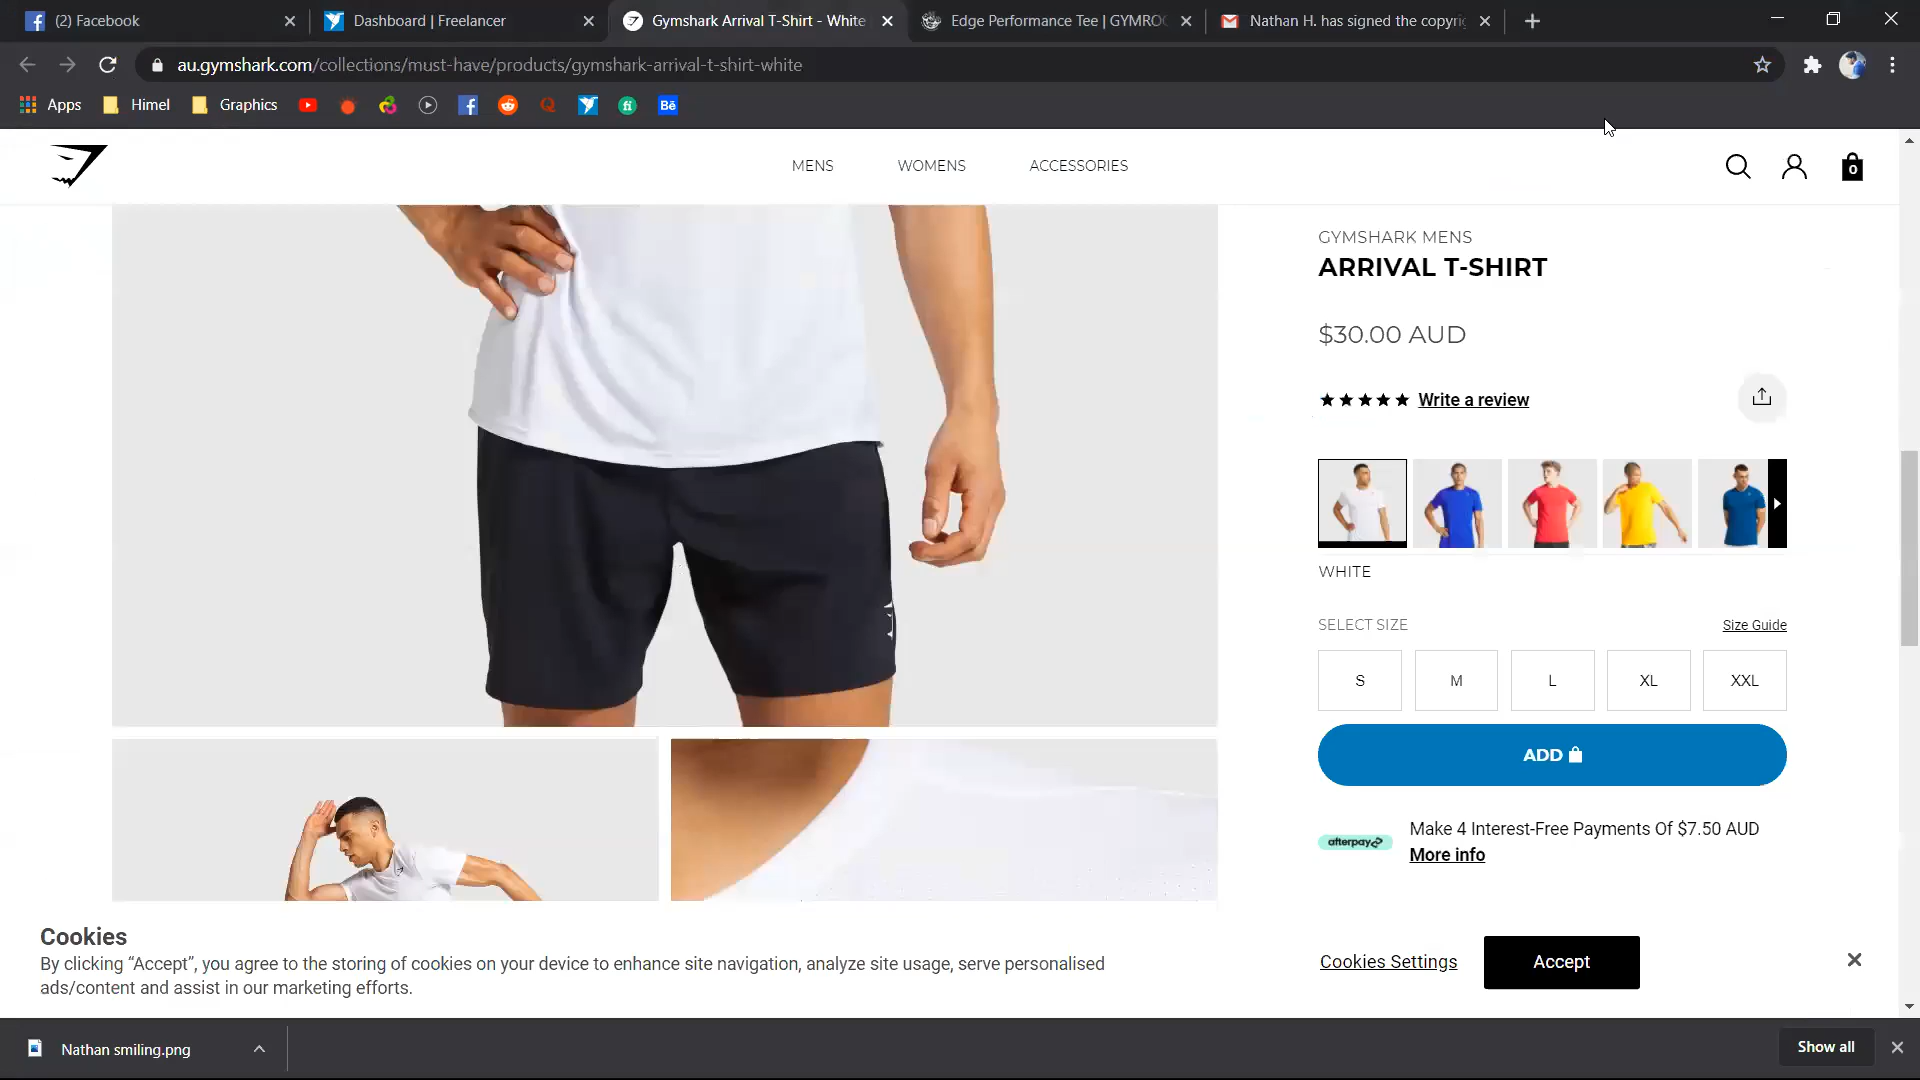 (2) Facebook
Dashboard | Freelancer
Gymshark Arrival T-Shirt - White
Edge Performance Tee | GYMROC
Nathan H. has signed the copyri
au.gymshark.com/collections/must-have/products/gymshark-arrival-t-shirt-white
Apps
Himel
Graphics
fi
Bē
MENS
WOMENS
ACCESSORIES
0
GYMSHARK MENS
ARRIVAL T-SHIRT
$30.00 AUD
Write a review
WHITE
SELECT SIZE
Size Guide
S
M
L
XL
XXL
ADD
afterpay
Make 4 Interest-Free Payments Of $7.50 AUD
More info
Cookies
By clicking “Accept”, you agree to the storing of cookies on your device to enhance site navigation, analyze site usage, serve personalised
ads/content and assist in our marketing efforts.
Cookies Settings
Accept
Nathan smiling.png
Show all